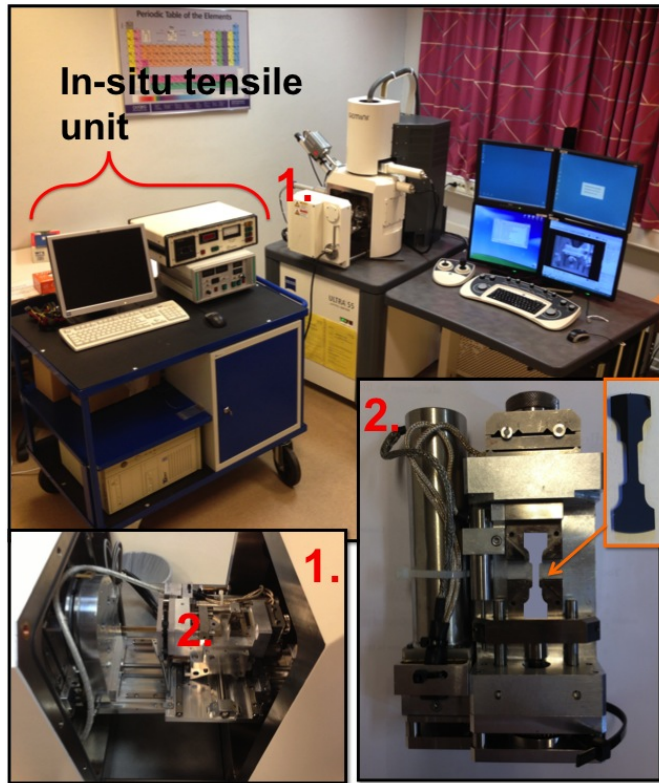 Periodic Table of the Elements
In-situ tensile
unit
1.
ULTRA 55
2.
1.
2.